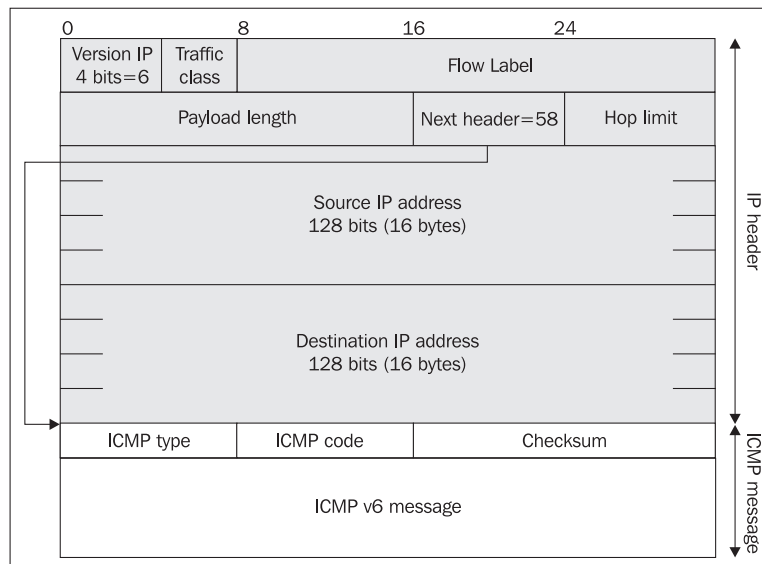 0 8 16 24
Version IP
4 bits=6
Traffic
class
Flow Label
Payload length
Next header=58
Hop limit
Source IP address
128 bits (16 bytes)
Destination IP address
128 bits (16 bytes)
IP header
ICMP type
ICMP code
Checksum
ICMP v6 message
ICMP message